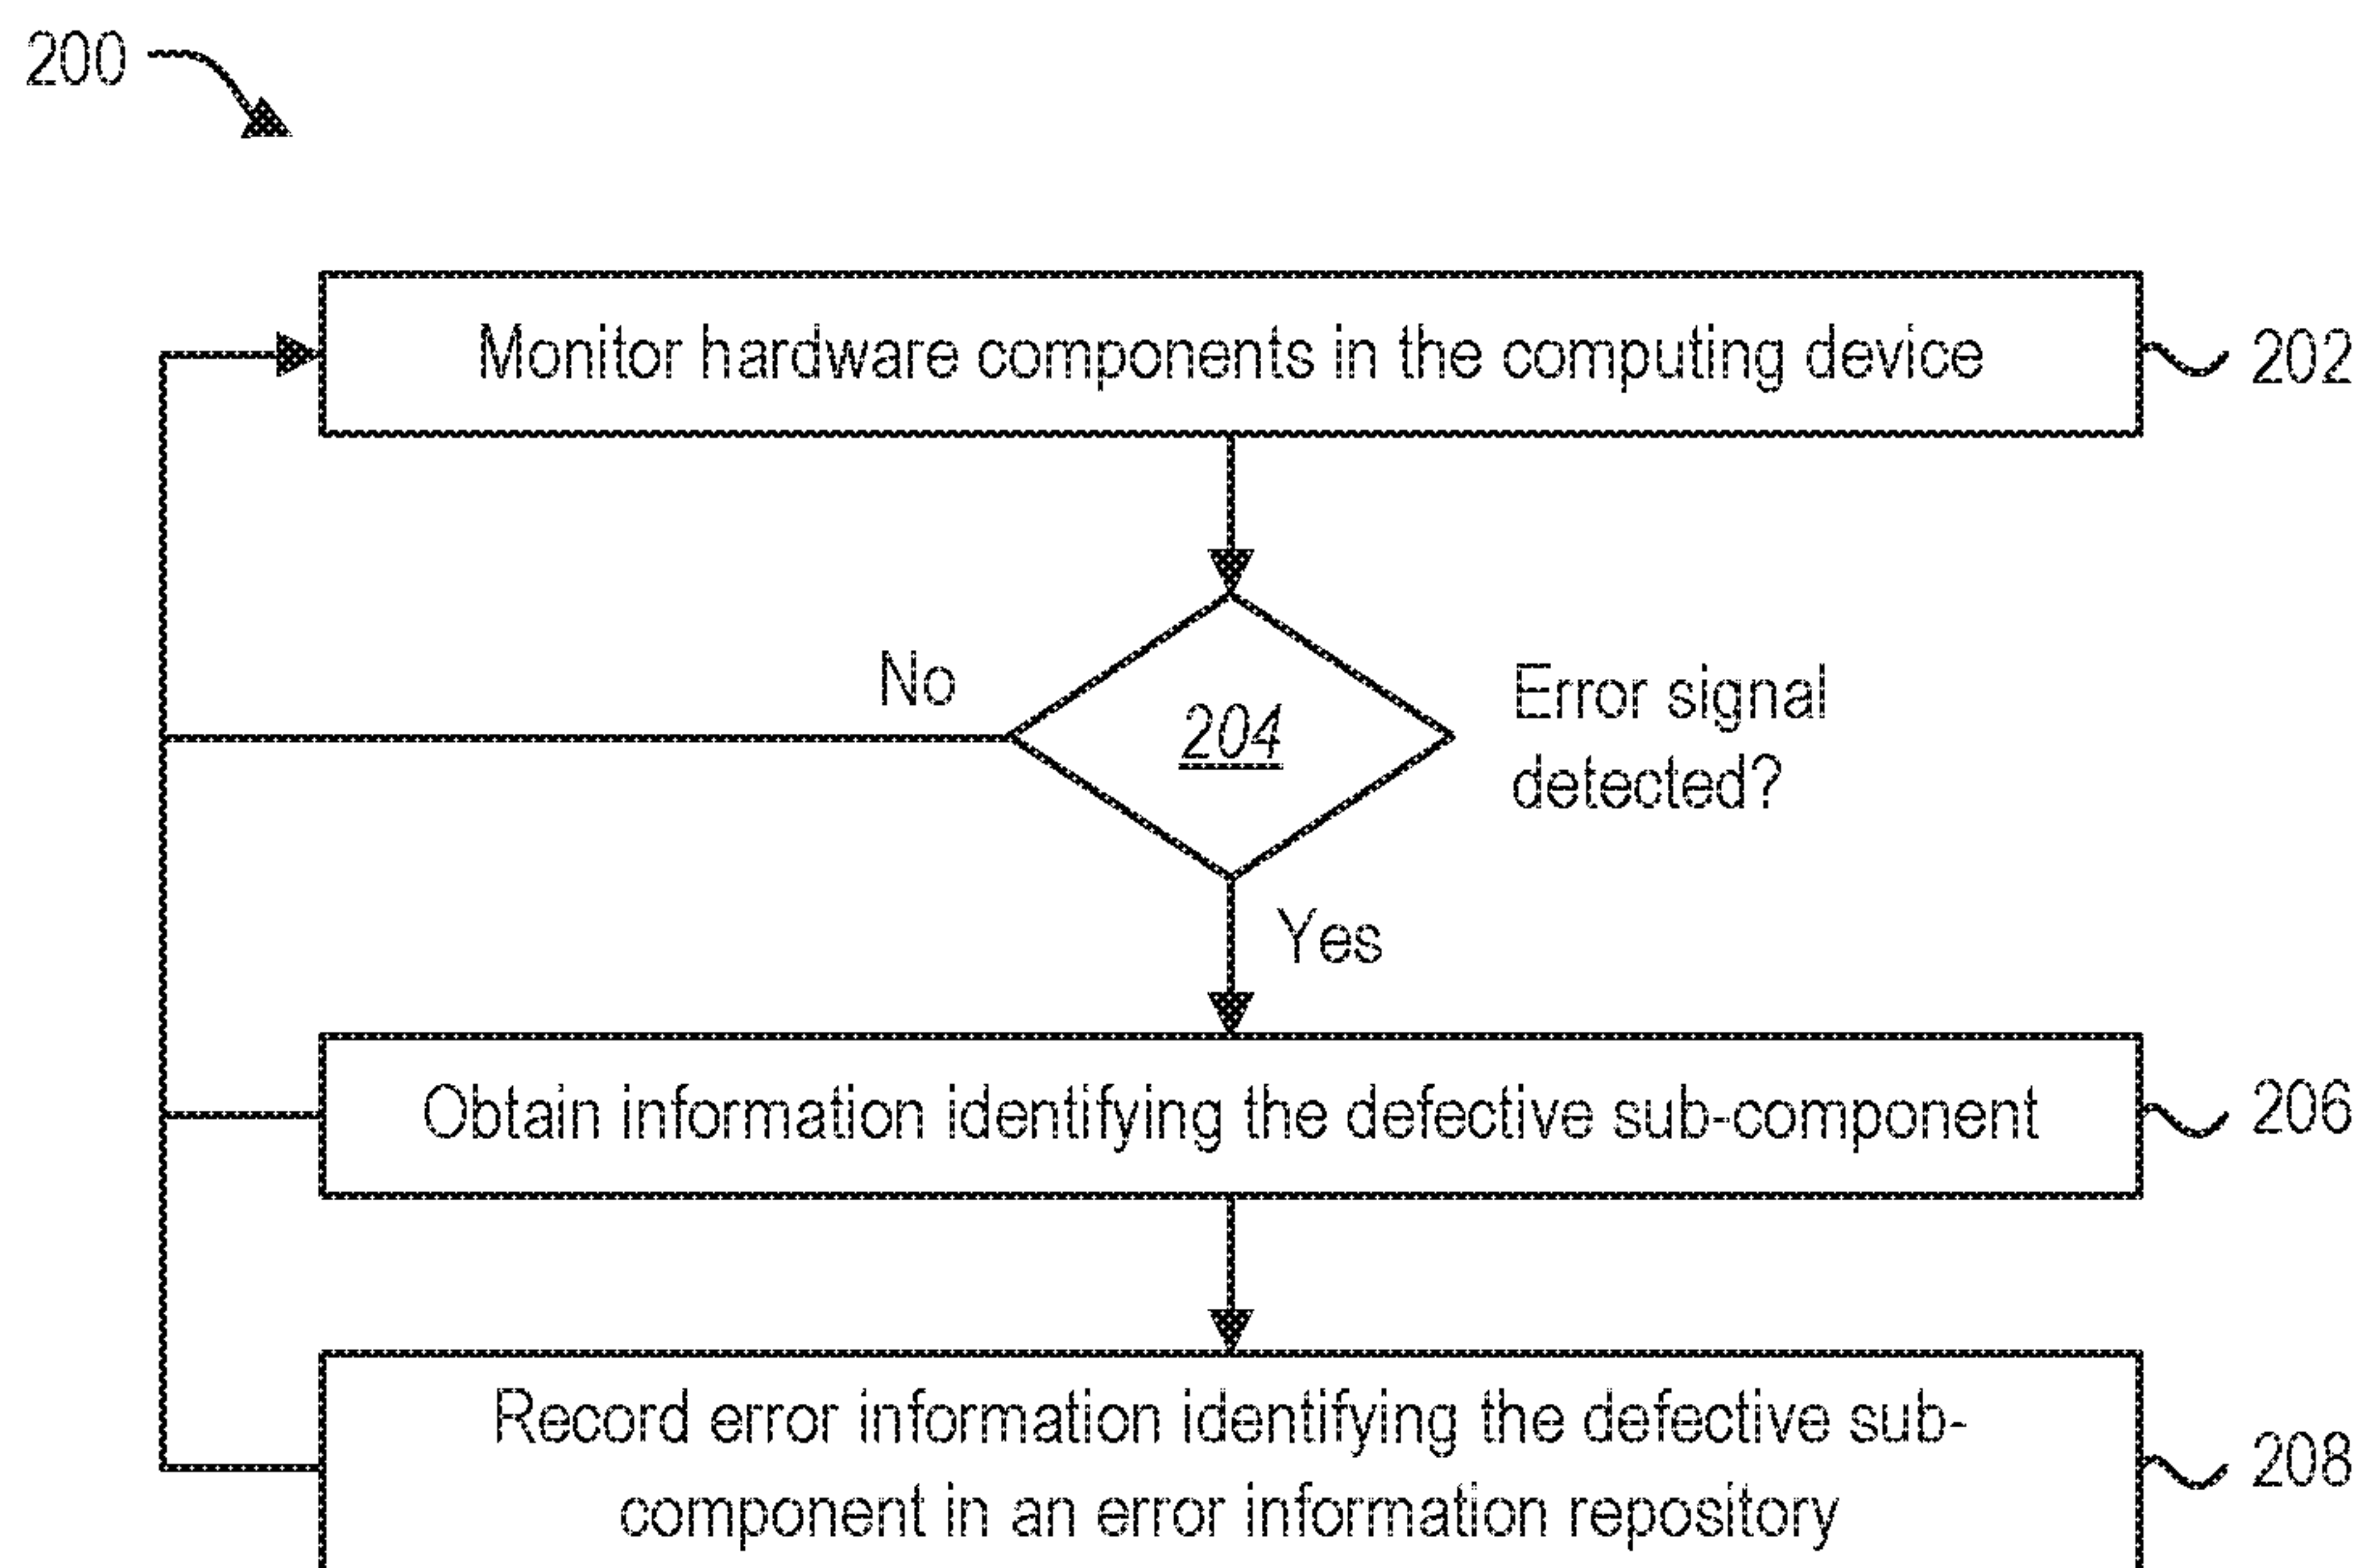 200
Monitor hardware components in the computing device
202
No
204
Error signal
detected?
Yes
Obtain information identifying the defective sub-component
206
Record error information identifying the defective sub-
component in an error information repository
208